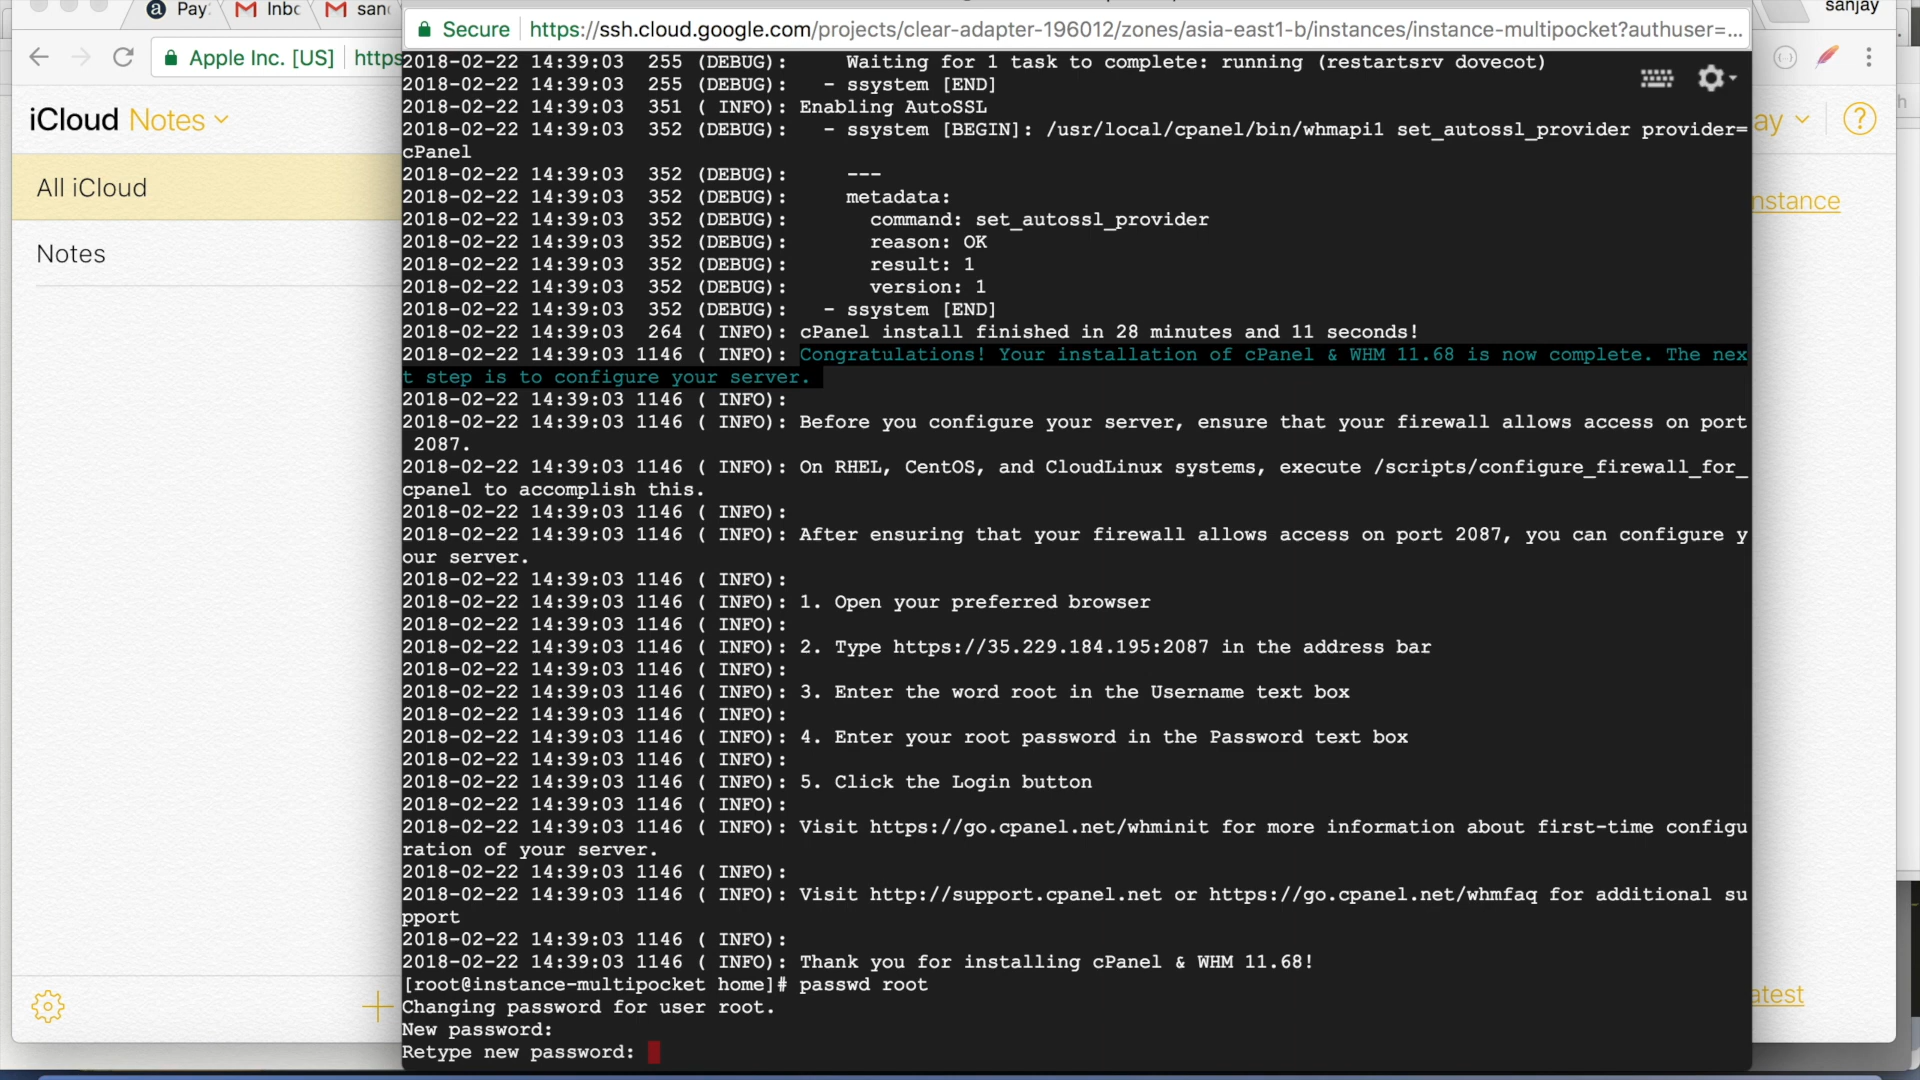 Pay
Inbc
san
sanjay
Secure
https://ssh.cloud.google.com/projects/clear-adapter-196012/zones/asia-east1-b/instances/instance-multipocket?authuser=...
Apple Inc. [US]
https
iCloud Notes
ay
?
All iCloud
Notes
nstance
atest
2018-02-22 14:39:03  255 (DEBUG):     Waiting for 1 task to complete: running (restartsrv dovecot)
2018-02-22 14:39:03  255 (DEBUG):   - ssystem [END]
2018-02-22 14:39:03  351 ( INFO): Enabling AutoSSL
2018-02-22 14:39:03  352 (DEBUG):   - ssystem [BEGIN]: /usr/local/cpanel/bin/whmapi1 set_autossl_provider provider=
cPanel
2018-02-22 14:39:03  352 (DEBUG):     ---
2018-02-22 14:39:03  352 (DEBUG):     metadata:
2018-02-22 14:39:03  352 (DEBUG):       command: set_autossl_provider
2018-02-22 14:39:03  352 (DEBUG):       reason: OK
2018-02-22 14:39:03  352 (DEBUG):       result: 1
2018-02-22 14:39:03  352 (DEBUG):       version: 1
2018-02-22 14:39:03  352 (DEBUG):   - ssystem [END]
2018-02-22 14:39:03  264 ( INFO): cPanel install finished in 28 minutes and 11 seconds!
2018-02-22 14:39:03 1146 ( INFO): Congratulations! Your installation of cPanel & WHM 11.68 is now complete. The nex
t step is to configure your server.
2018-02-22 14:39:03 1146 ( INFO):
2018-02-22 14:39:03 1146 ( INFO): Before you configure your server, ensure that your firewall allows access on port
 2087.
2018-02-22 14:39:03 1146 ( INFO): On RHEL, CentOS, and CloudLinux systems, execute /scripts/configure_firewall_for_
cpanel to accomplish this.
2018-02-22 14:39:03 1146 ( INFO):
2018-02-22 14:39:03 1146 ( INFO): After ensuring that your firewall allows access on port 2087, you can configure y
our server.
2018-02-22 14:39:03 1146 ( INFO):
2018-02-22 14:39:03 1146 ( INFO): 1. Open your preferred browser
2018-02-22 14:39:03 1146 ( INFO):
2018-02-22 14:39:03 1146 ( INFO): 2. Type https://35.229.184.195:2087 in the address bar
2018-02-22 14:39:03 1146 ( INFO):
2018-02-22 14:39:03 1146 ( INFO): 3. Enter the word root in the Username text box
2018-02-22 14:39:03 1146 ( INFO):
2018-02-22 14:39:03 1146 ( INFO): 4. Enter your root password in the Password text box
2018-02-22 14:39:03 1146 ( INFO):
2018-02-22 14:39:03 1146 ( INFO): 5. Click the Login button
2018-02-22 14:39:03 1146 ( INFO):
2018-02-22 14:39:03 1146 ( INFO): Visit https://go.cpanel.net/whminit for more information about first-time configu
ration of your server.
2018-02-22 14:39:03 1146 ( INFO):
2018-02-22 14:39:03 1146 ( INFO): Visit http://support.cpanel.net or https://go.cpanel.net/whmfaq for additional su
pport
2018-02-22 14:39:03 1146 ( INFO):
2018-02-22 14:39:03 1146 ( INFO): Thank you for installing cPanel & WHM 11.68!
[root@instance-multipocket home]# passwd root
Changing password for user root.
New password:
Retype new password: